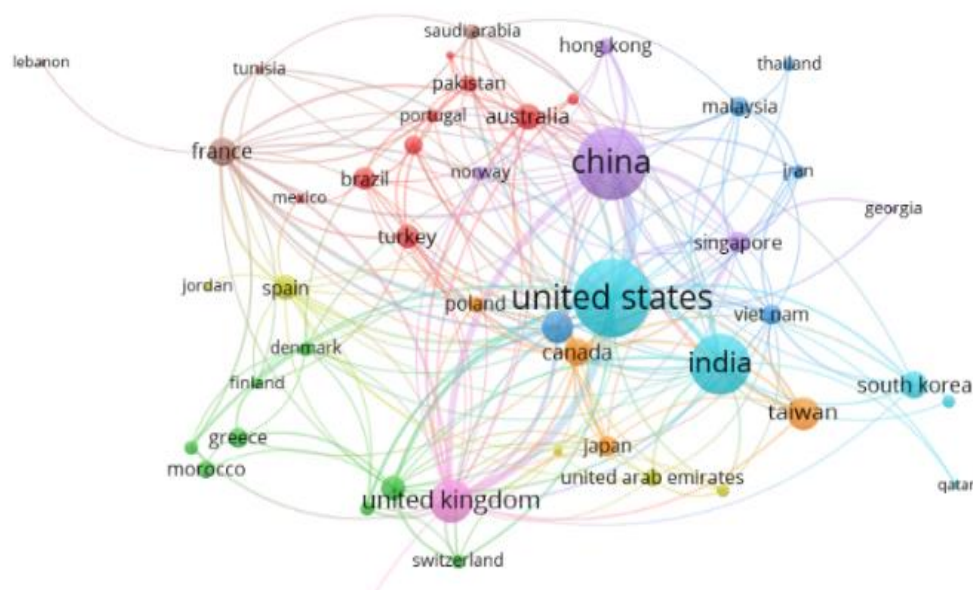 saudi arabia
hong kong
lebanon
tunisia
thailand
pakistan
malaysia
portugal
australia
france
china
norway
iran
brazil
mexico
georgia
turkey
singapore
jordan
spain
poland
united states
viet nam
denmark
canada
india
finland
south korea
taiwan
greece
japan
morocco
united arab emirates
qatar
united kingdom
switzerland